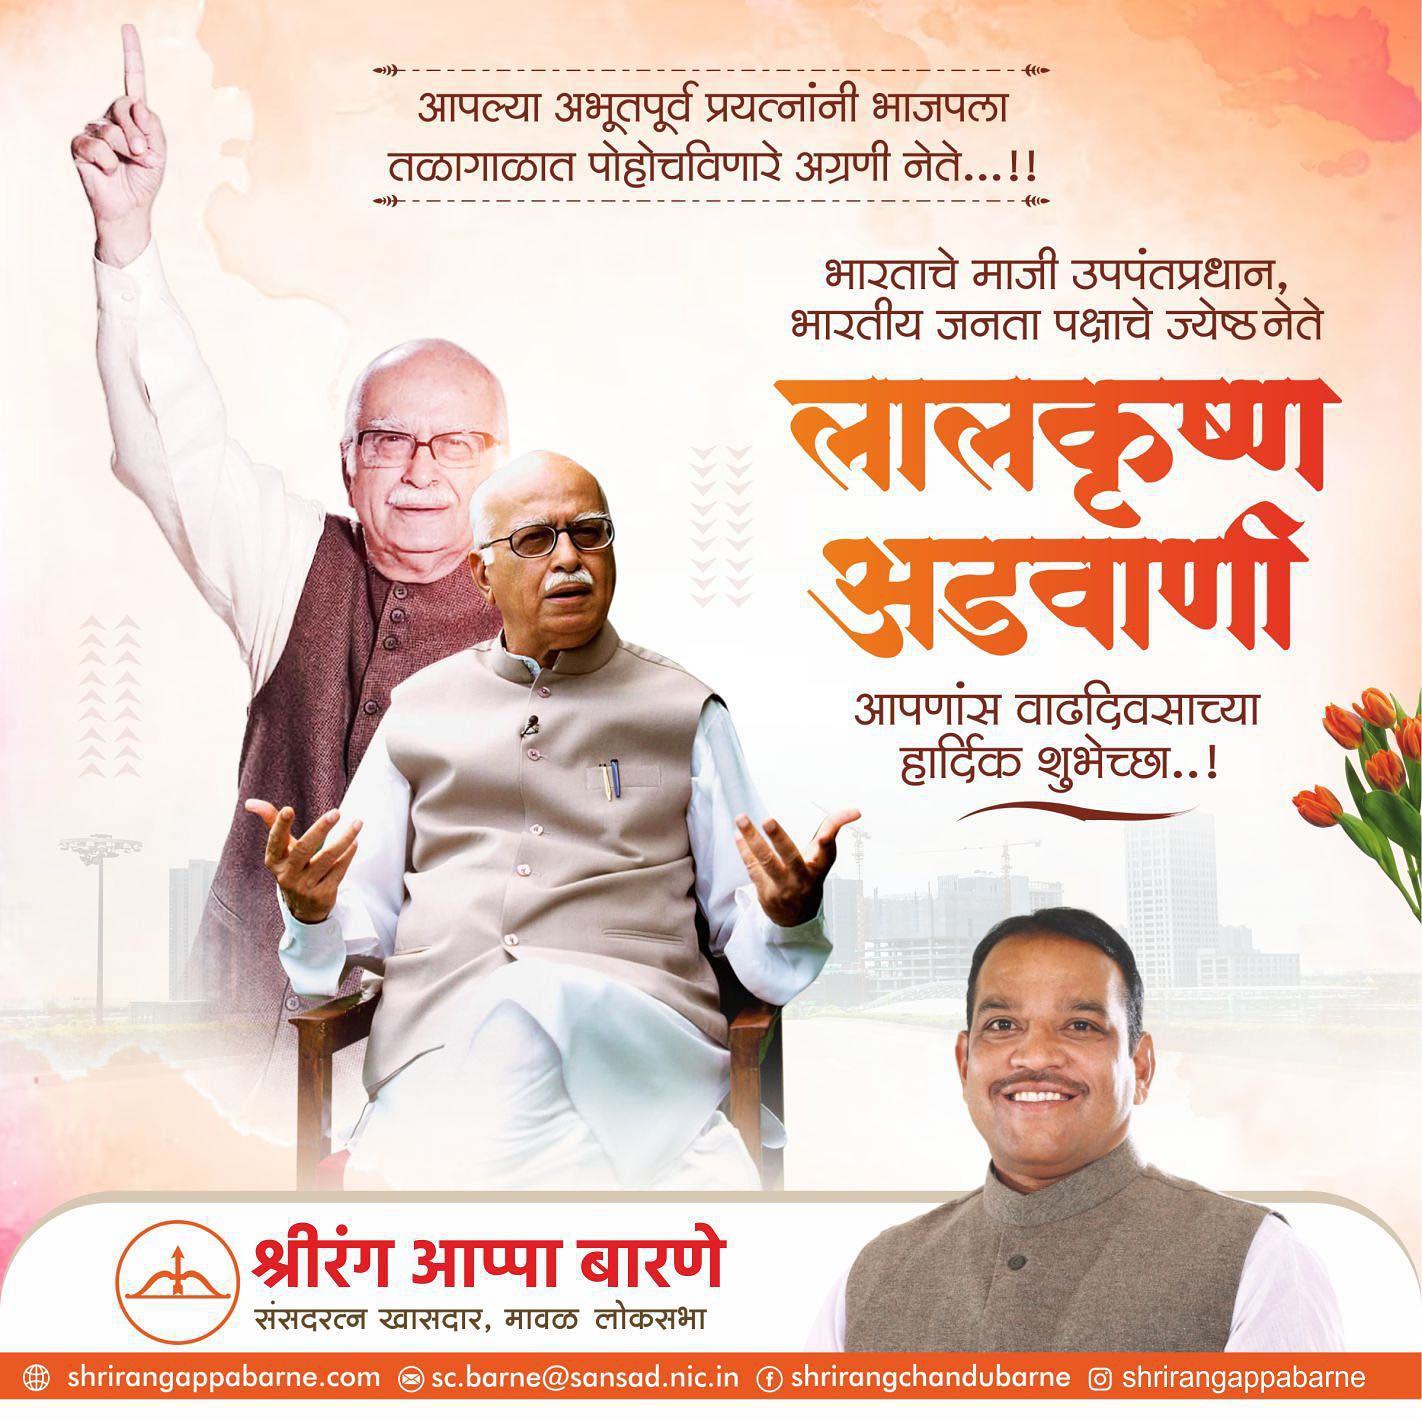 आपल्या अभूतपूर्व प्रयत्नांनी भाजपला
तळागाळात पोहोचविणारे अग्रणी नेते...!!
भारताचे माजी उपपंतप्रधान,
भारतीय जनता पक्षाचे ज्येष्ठ नेते
लालकृष्ण
अडवाणी
आपणांस वाढदिवसाच्या
हार्दिक शुभेच्छा..!
श्रीरंग आप्पा बारणे
संसदरत्न खासदार, मावळ लोकसभा
shrirangappabarne.com sc.barne@sansad.nic.in shrirangchandubarne shrirangappabarne